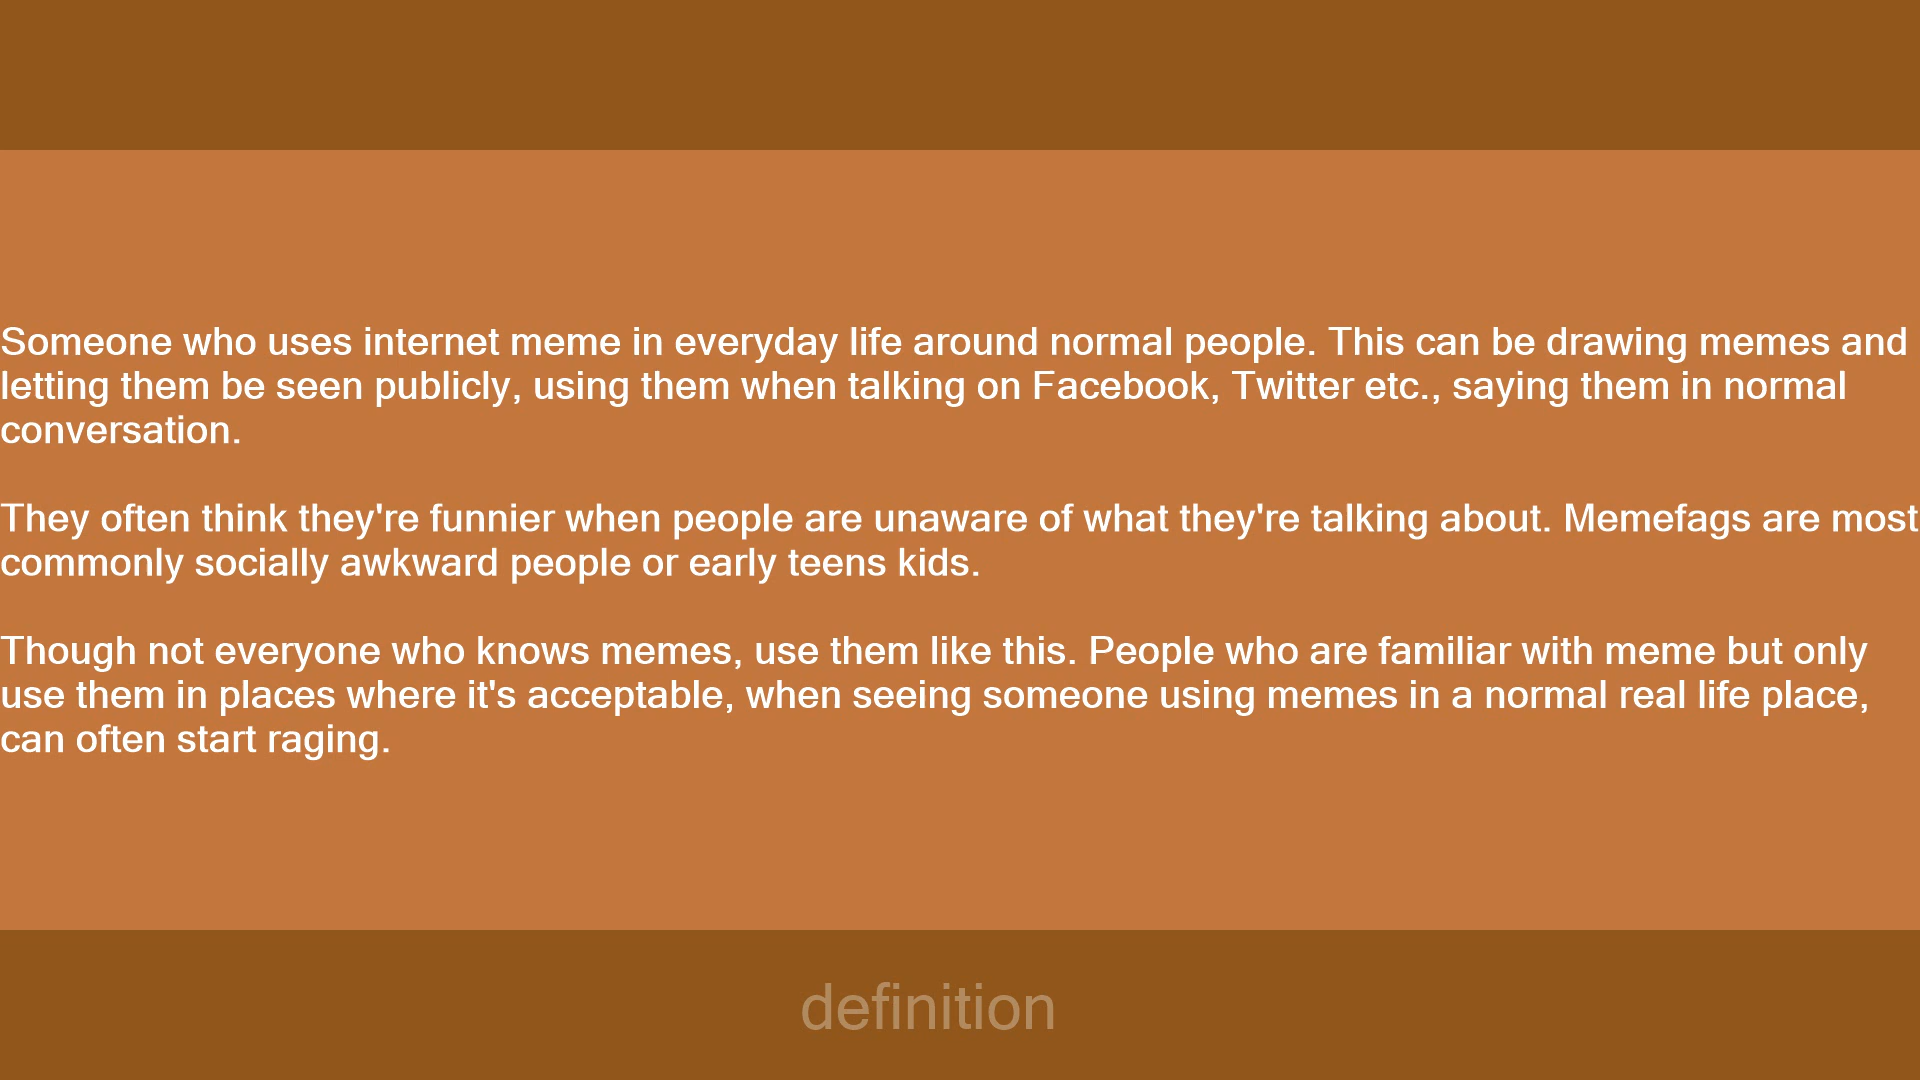 Someone who uses internet meme in everyday life around normal people. This can be drawing memes and
letting them be seen publicly, using them when talking on Facebook, Twitter etc., saying them in normal
conversation.
They often think they're funnier when people are unaware of what they're talking about. Memefags are most
commonly socially awkward people or early teens kids.
Though not everyone who knows memes, use them like this. People who are familiar with meme but only
use them in places where it's acceptable, when seeing someone using memes in a normal real life place,
can often start raging.
definition